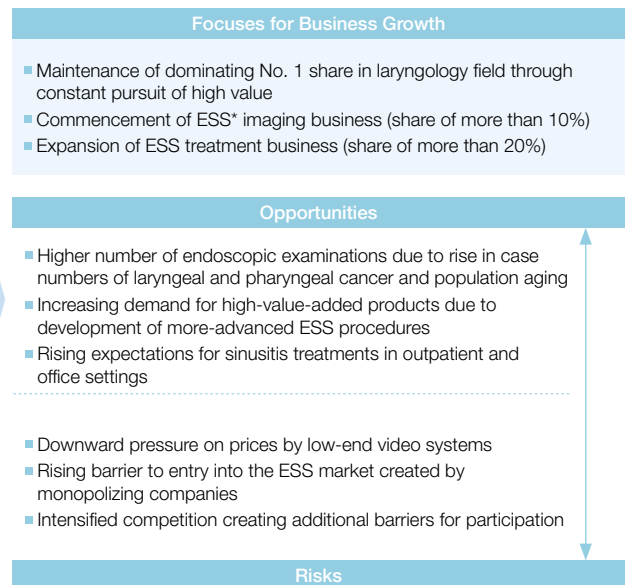 Focuses for Business Growth
■ Maintenance of dominating No. 1 share in laryngology field through
constant pursuit of high value
■ Commencement of ESS* imaging business (share of more than 10%)
■ Expansion of ESS treatment business (share of more than 20%)
Opportunities
■ Higher number of endoscopic examinations due to rise in case
numbers of laryngeal and pharyngeal cancer and population aging
■ Increasing demand for high-value-added products due to
development of more-advanced ESS procedures
■ Rising expectations for sinusitis treatments in outpatient and
office settings
■ Downward pressure on prices by low-end video systems
■ Rising barrier to entry into the ESS market created by
monopolizing companies
■ Intensified competition creating additional barriers for participation
Risks